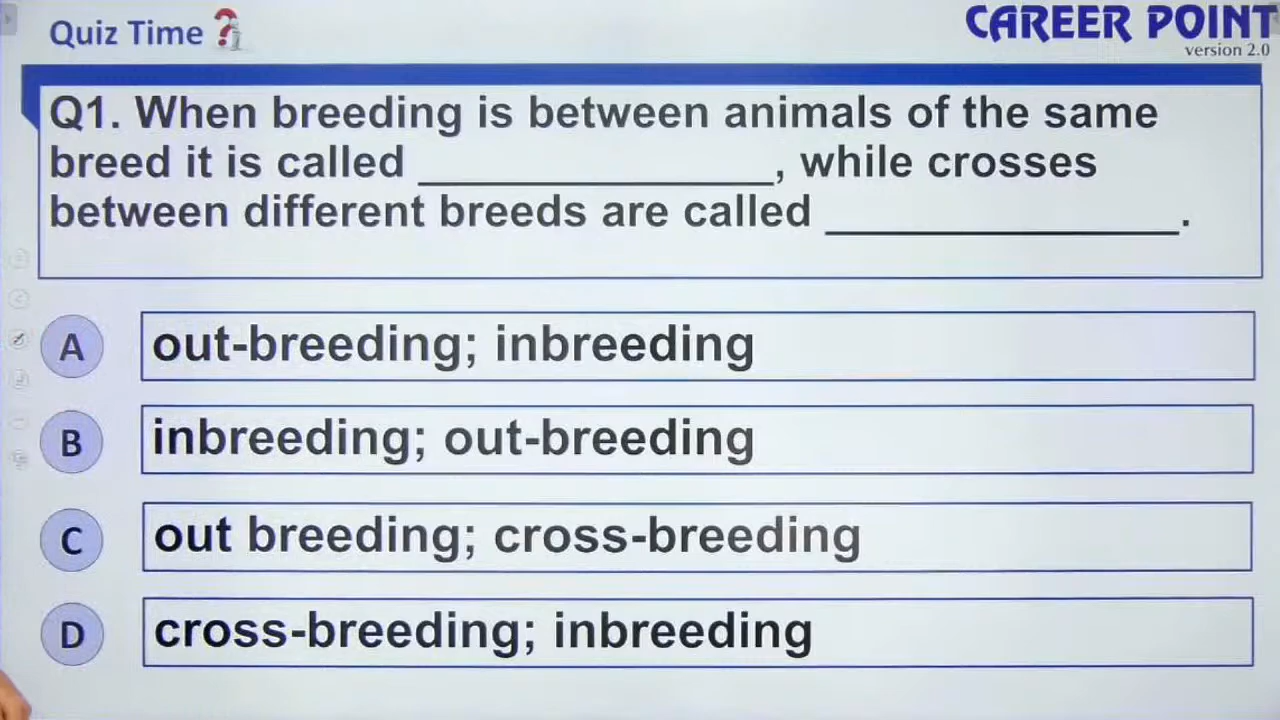 Quiz Time
CAREER POINT
version 2.0
Q1. When breeding is between animals of the same
breed it is called ______________, while crosses
between different breeds are called ______________.
A out-breeding; inbreeding
B inbreeding; out-breeding
C out breeding; cross-breeding
D cross-breeding; inbreeding